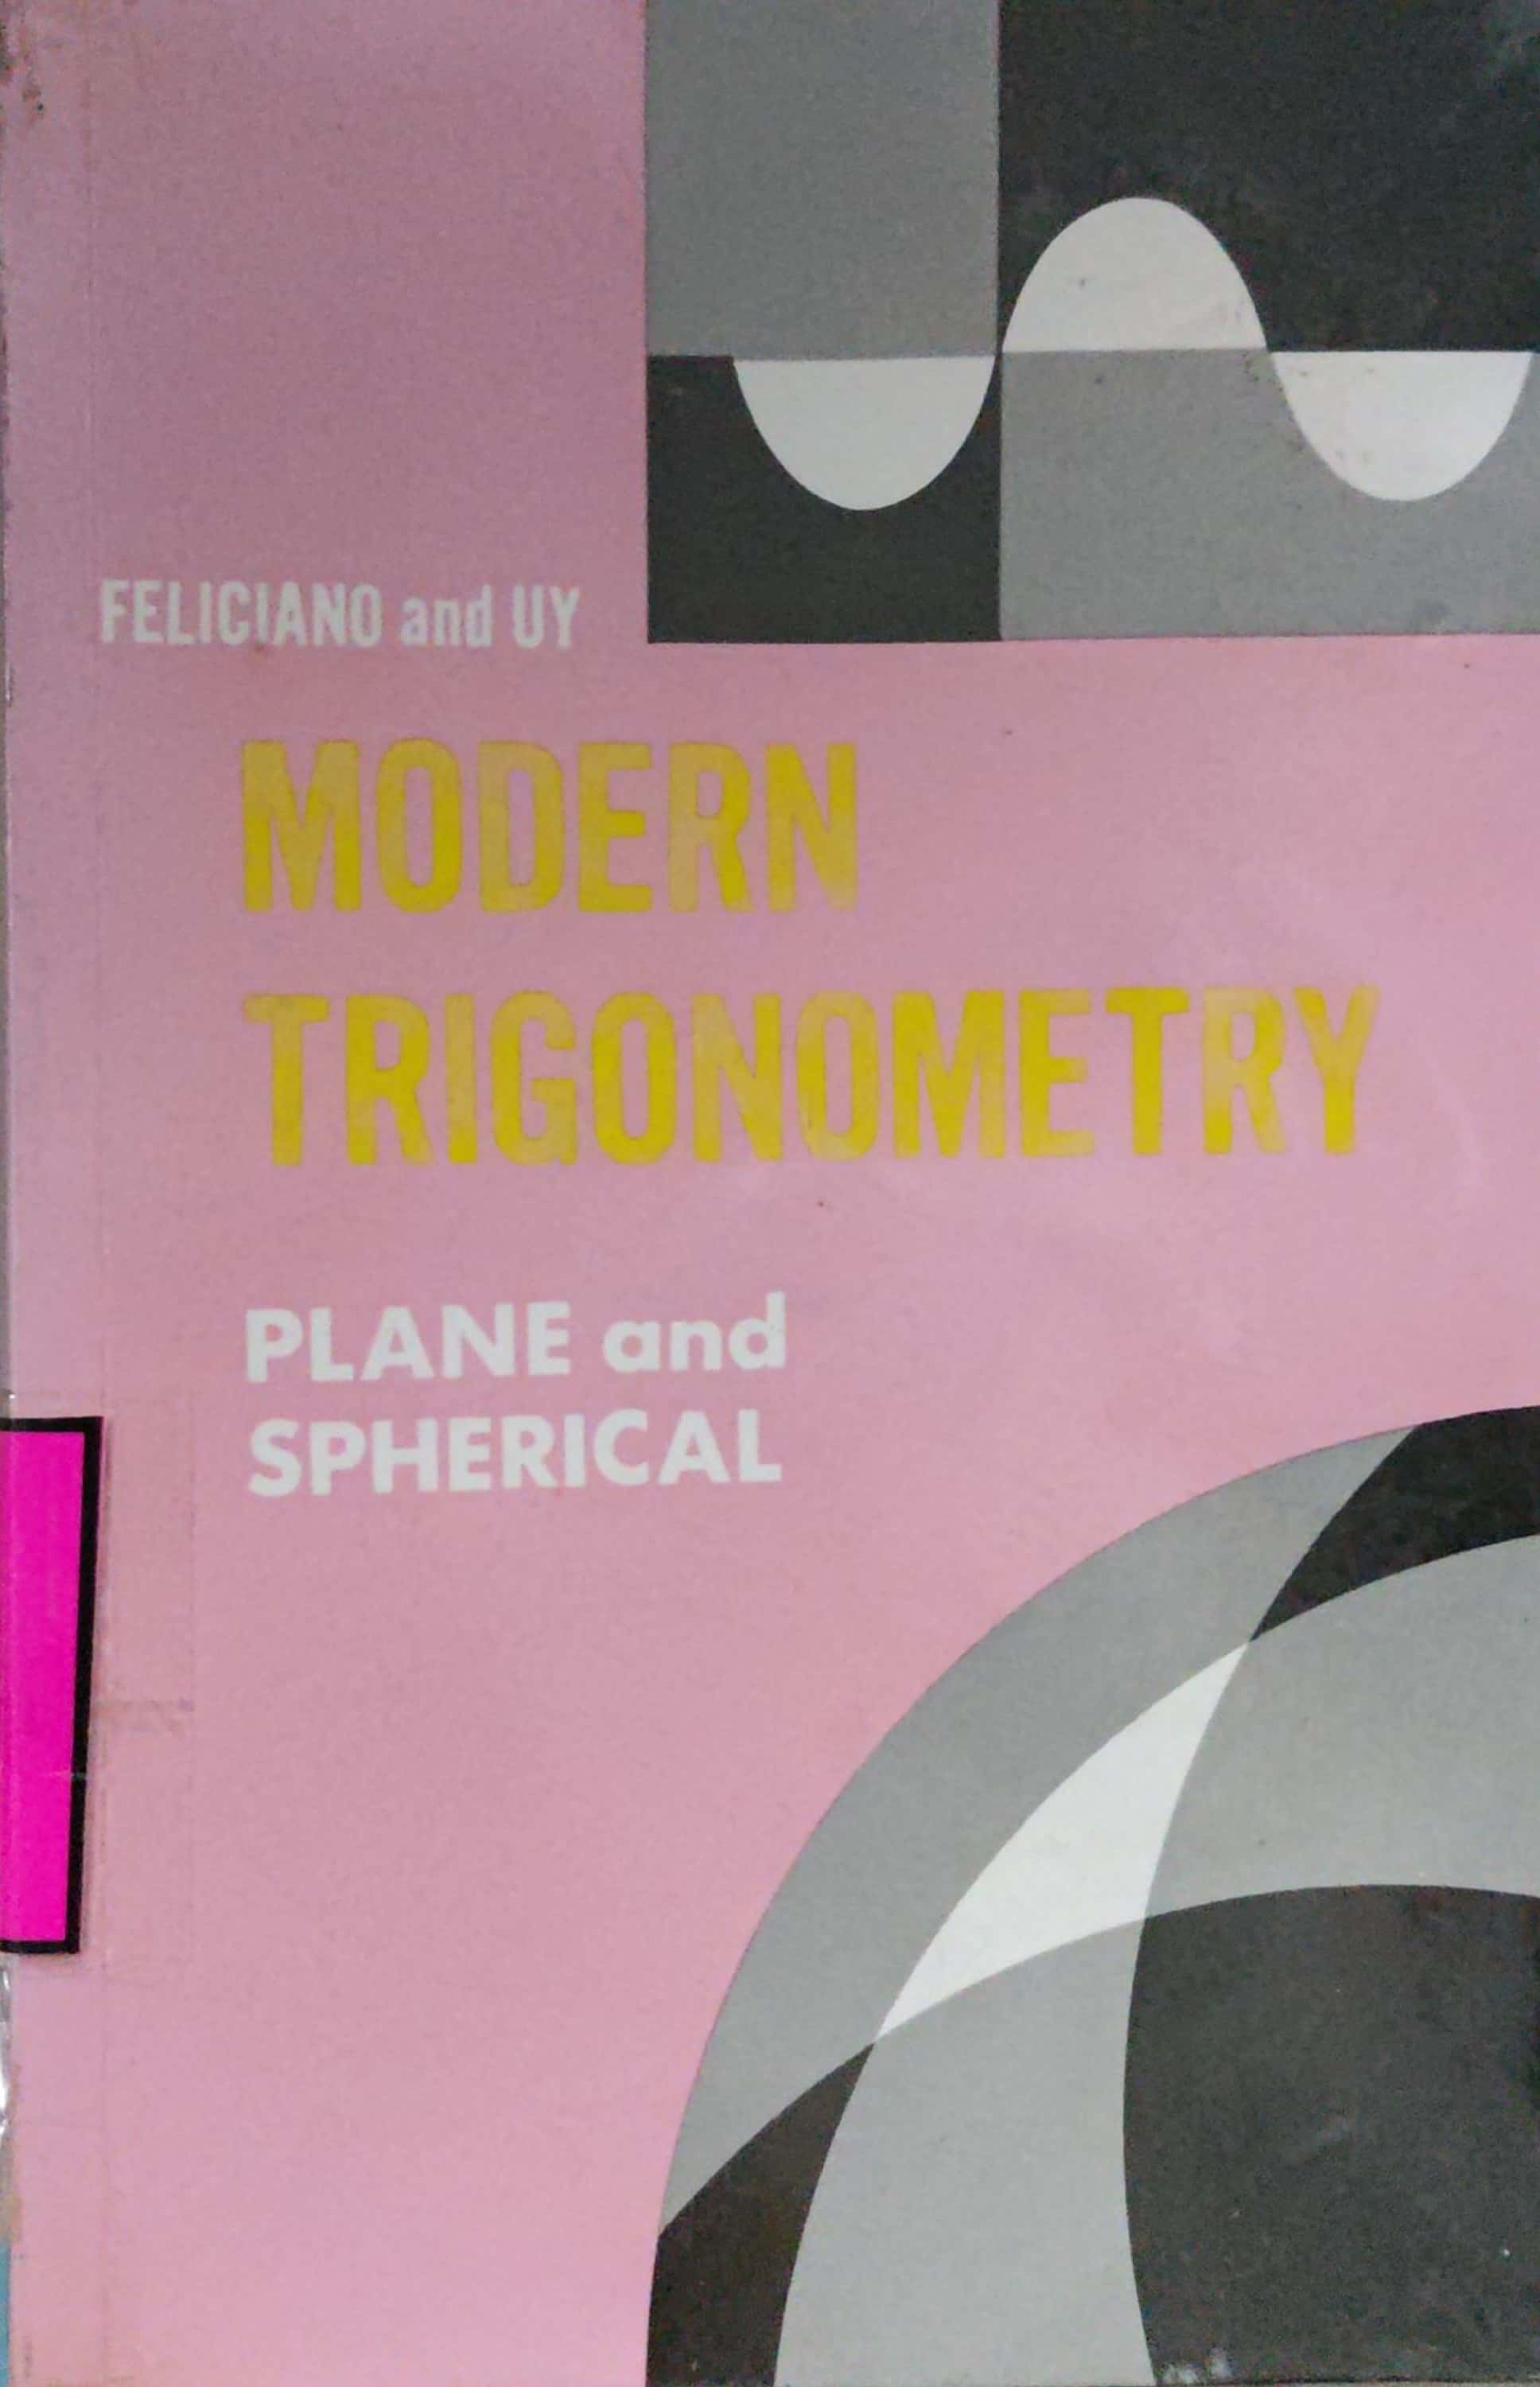 FELICIANO and UY
MODERN
TRIGONOMETRY
PLANE and
SPHERICAL